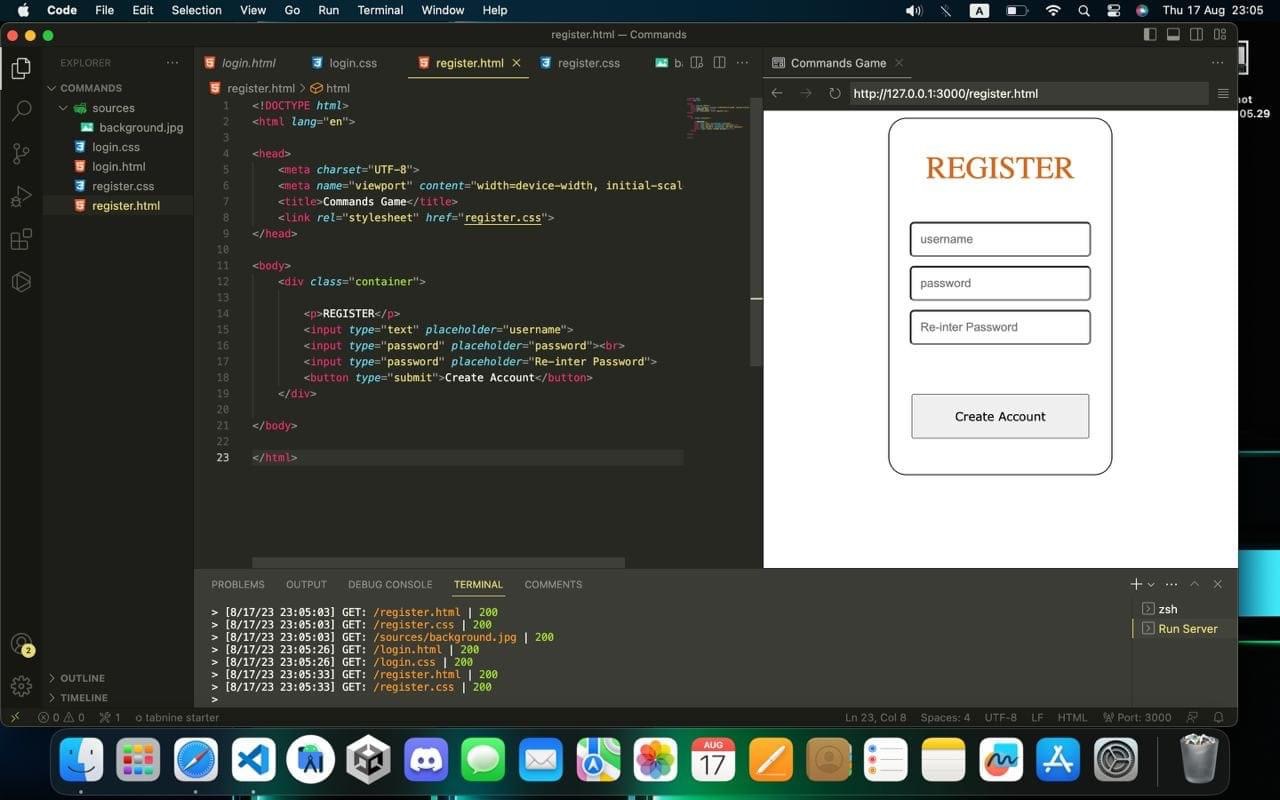 Code File Edit Selection View Go Run Terminal Window Help A Thu 17 Aug 23:05
register.html — Commands
EXPLORER
COMMANDS
sources
background.jpg
login.css
login.html
register.css
register.html
OUTLINE
TIMELINE
2
login.html login.css register.html register.css
register.html > html
1 <!DOCTYPE html>
2 <html lang="en">
3
4 <head>
5 <meta charset="UTF-8">
6 <meta name="viewport" content="width=device-width, initial-scal
7 <title>Commands Game</title>
8 <link rel="stylesheet" href="register.css">
9 </head>
10
11 <body>
12 <div class="container">
13
14 <p>REGISTER</p>
15 <input type="text" placeholder="username">
16 <input type="password" placeholder="password"><br>
17 <input type="password" placeholder="Re-inter Password">
18 <button type="submit">Create Account</button>
19 </div>
20
21 </body>
22
23 </html>
Commands Game
http://127.0.0.1:3000/register.html
REGISTER
username
password
Re-inter Password
Create Account
05.29
PROBLEMS OUTPUT DEBUG CONSOLE TERMINAL COMMENTS
> [8/17/23 23:05:03] GET: /register.html | 200
> [8/17/23 23:05:03] GET: /register.css | 200
> [8/17/23 23:05:03] GET: /sources/background.jpg | 200
> [8/17/23 23:05:26] GET: /login.html | 200
> [8/17/23 23:05:26] GET: /login.css | 200
> [8/17/23 23:05:33] GET: /register.html | 200
> [8/17/23 23:05:33] GET: /register.css | 200
>
zsh
Run Server
0 0 1 tabnine starter Ln 23, Col 8 Spaces: 4 UTF-8 LF HTML Port: 3000
AUG
17